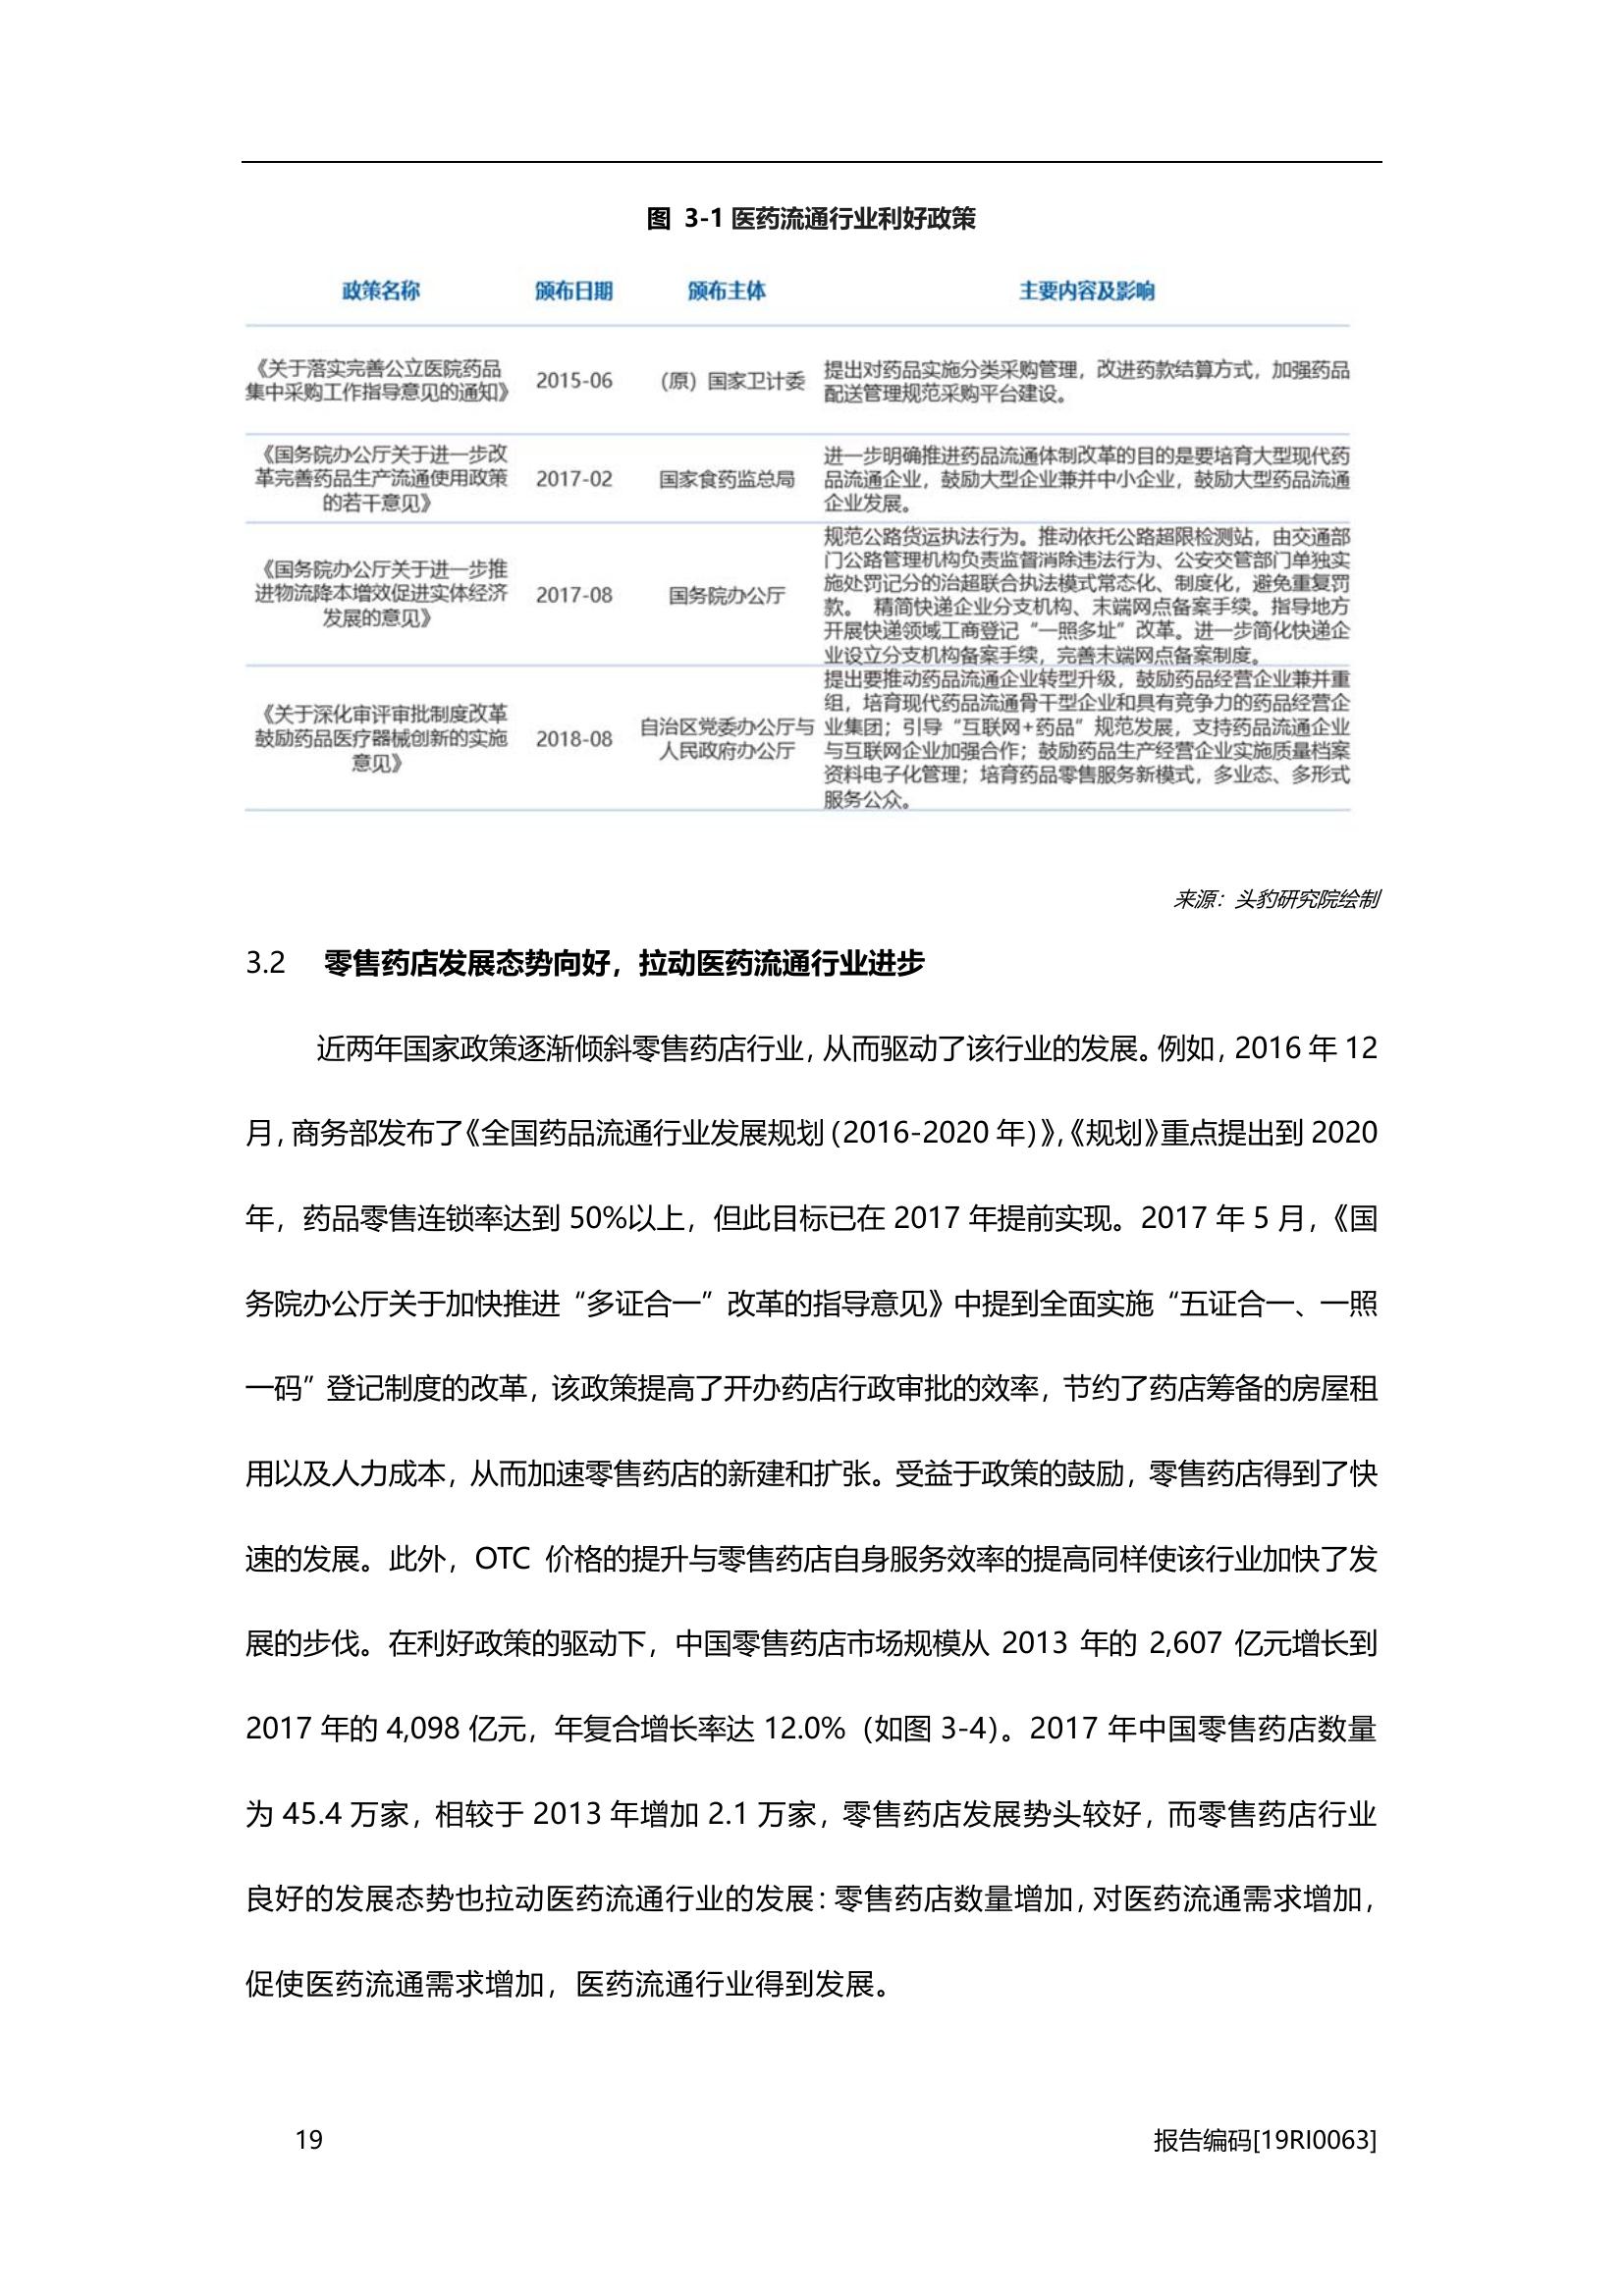 图 3-1 医药流通行业利好政策
政策名称 颁布日期 颁布主体 主要内容及影响
《关于落实完善公立医院药品
集中采购工作指导意见的通知》
2015-06
（原）国家卫计委
提出对药品实施分类采购管理，改进药款结算方式，加强药品
配送管理规范采购平台建设。
《国务院办公厅关于进一步改
革完善药品生产流通使用政策
的若干意见》
2017-02
国家食药监总局
进一步明确推进药品流通体制改革的目的是要培育大型现代药
品流通企业，鼓励大型企业兼并中小企业，鼓励大型药品流通
企业发展。
《国务院办公厅关于进一步推
进物流降本增效促进实体经济
发展的意见》
2017-08
国务院办公厅
规范公路货运执法行为。推动依托公路超限检测站，由交通部
门公路管理机构负责监督消除违法行为、公安交管部门单独实
施处罚记分的治超联合执法模式常态化、制度化，避免重复罚
款。 精简快递企业分支机构、末端网点备案手续。指导地方
开展快递领域工商登记“一照多址”改革。进一步简化快递企
业设立分支机构备案手续，完善末端网点备案制度。
《关于深化审评审批制度改革
鼓励药品医疗器械创新的实施
意见》
2018-08
自治区党委办公厅与
人民政府办公厅
提出要推动药品流通企业转型升级，鼓励药品经营企业兼并重
组，培育现代药品流通骨干型企业和具有竞争力的药品经营企
业集团；引导“互联网+药品”规范发展，支持药品流通企业
与互联网企业加强合作；鼓励药品生产经营企业实施质量档案
资料电子化管理；培育药品零售服务新模式，多业态、多形式
服务公众。
来源：头豹研究院绘制
3.2 零售药店发展态势向好，拉动医药流通行业进步
近两年国家政策逐渐倾斜零售药店行业，从而驱动了该行业的发展。例如，2016 年 12
月，商务部发布了《全国药品流通行业发展规划（2016-2020 年）》，《规划》重点提出到 2020
年，药品零售连锁率达到 50%以上，但此目标已在 2017 年提前实现。2017 年 5 月，《国
务院办公厅关于加快推进“多证合一”改革的指导意见》中提到全面实施“五证合一、一照
一码”登记制度的改革，该政策提高了开办药店行政审批的效率，节约了药店筹备的房屋租
用以及人力成本，从而加速零售药店的新建和扩张。受益于政策的鼓励，零售药店得到了快
速的发展。此外，OTC 价格的提升与零售药店自身服务效率的提高同样使该行业加快了发
展的步伐。在利好政策的驱动下，中国零售药店市场规模从 2013 年的 2,607 亿元增长到
2017 年的 4,098 亿元，年复合增长率达 12.0%（如图 3-4）。2017 年中国零售药店数量
为 45.4 万家，相较于 2013 年增加 2.1 万家，零售药店发展势头较好，而零售药店行业
良好的发展态势也拉动医药流通行业的发展：零售药店数量增加，对医药流通需求增加，
促使医药流通需求增加，医药流通行业得到发展。
19 报告编码[19RI0063]